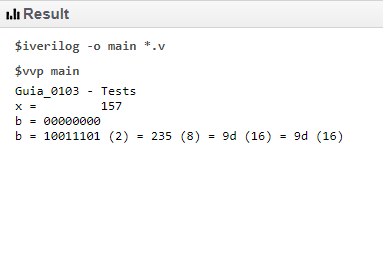 Result
$iverilog -o main *.v
$vvp main
Guia_0103 - Tests
x =         157
b = 00000000
b = 10011101 (2) = 235 (8) = 9d (16) = 9d (16)